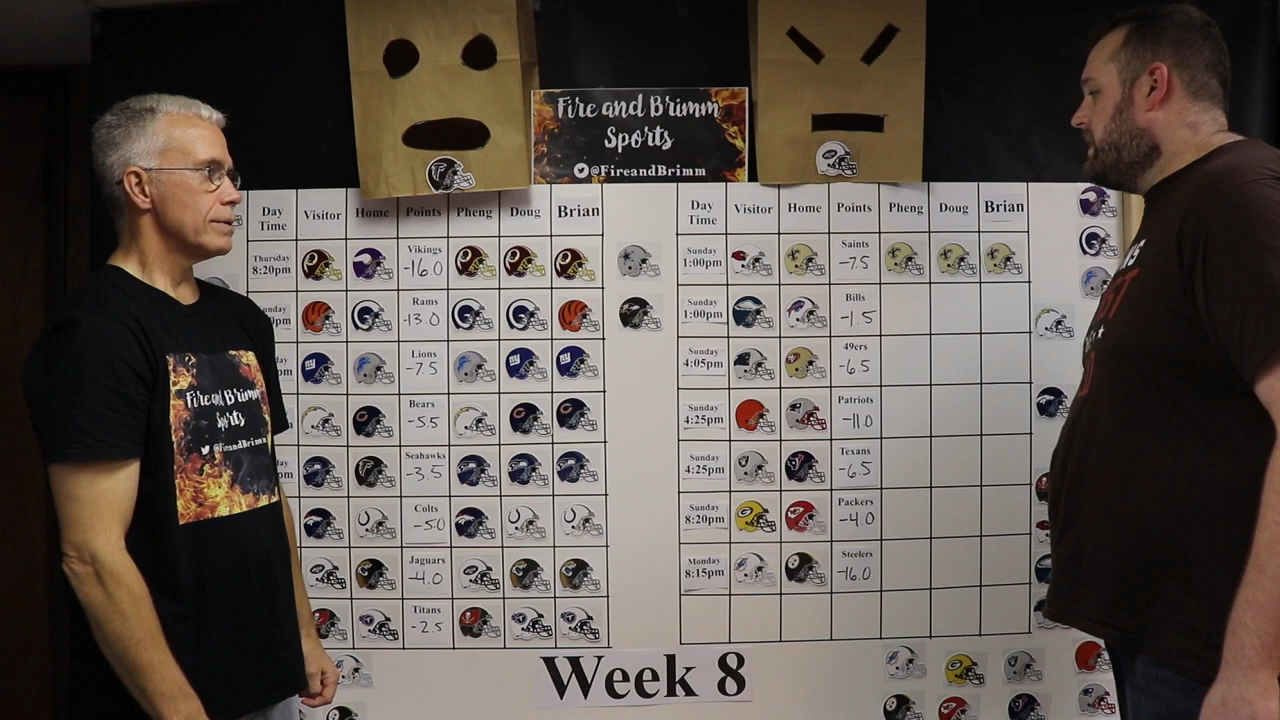 Fire and Brimm
Sports
@FireandBrimm
Day
Time
Visitor
Home
Points
Pheng
Doug
Brian
Thursday
8:20pm
Vikings
-16.0
Rams
-13.0
Lions
-7.5
Bears
-5.5
Seahawks
-3.5
Colts
-5.0
Jaguars
-4.0
Titans
-2.5
Day
Time
Visitor
Home
Points
Pheng
Doug
Brian
Sunday
1:00pm
Saints
-7.5
Sunday
1:00pm
Bills
-1.5
Sunday
4:05pm
49ers
-6.5
Sunday
4:25pm
Patriots
-11.0
Sunday
4:25pm
Texans
-6.5
Sunday
8:20pm
Packers
-4.0
Monday
8:15pm
Steelers
-16.0
Week 8
Fire and Brimm
Sports
@FireandBrimm